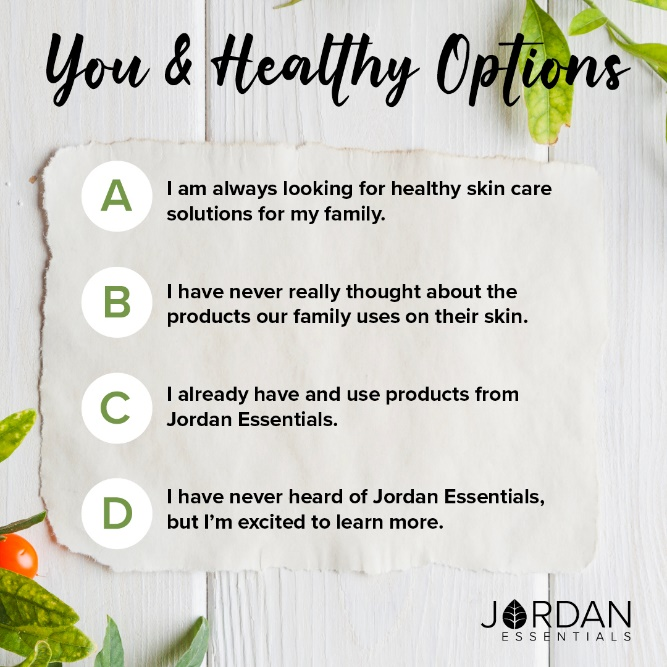 You & Healthy Options
A
I am always looking for healthy skin care
solutions for my family.
B
I have never really thought about the
products our family uses on their skin.
C
I already have and use products from
Jordan Essentials.
D
I have never heard of Jordan Essentials,
but I'm excited to learn more.
JORDAN
ESSENTIALS